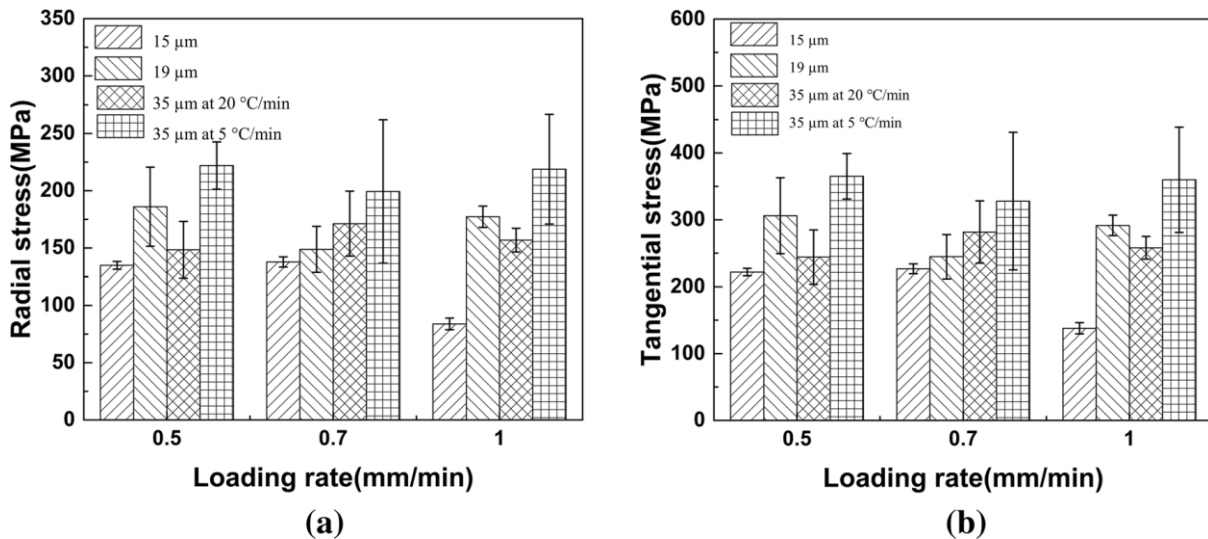 350
300
250
200
150
100
50
0
Radial stress(MPa)
15 μm
19 μm
35 μm at 20 °C/min
35 μm at 5 °C/min
0.5 0.7 1
Loading rate(mm/min)
(a)
600
500
400
300
200
100
0
Tangential stress(MPa)
15 μm
19 μm
35 μm at 20 °C/min
35 μm at 5 °C/min
0.5 0.7 1
Loading rate(mm/min)
(b)